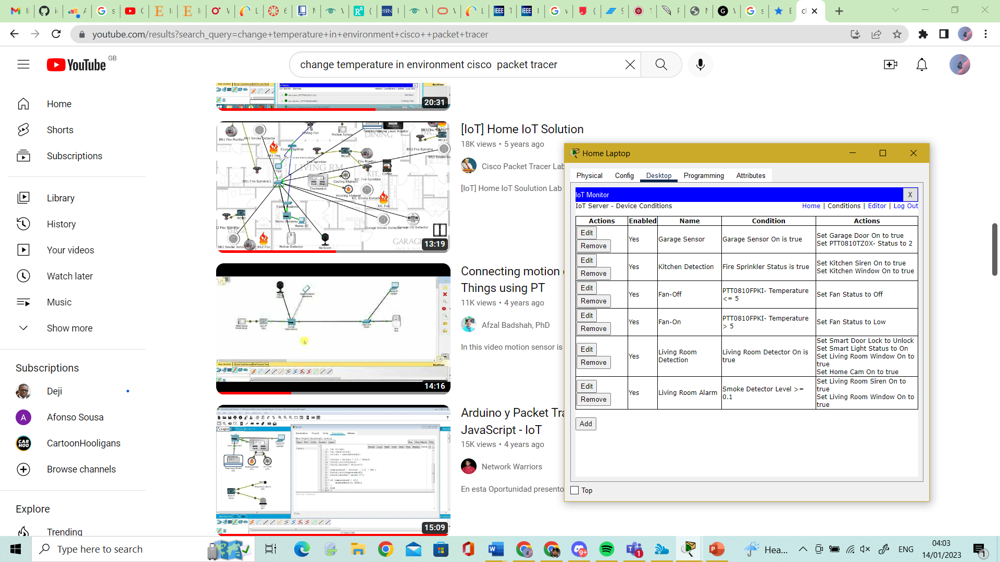 youtube.com/results?search_query=change+temperature+in+environment+cisco++packet+tracer
YouTube
GB
change temperature in environment cisco  packet tracer
Home
Shorts
Subscriptions
Library
History
Your videos
Watch later
Music
Show more
Subscriptions
Deji
A
Afonso Sousa
CAR
HOO
CartoonHooligans
Browse channels
Explore
Trending
20:31
[IoT] Home IoT Solution
18K views • 5 years ago
Cisco Packet Tracer Lab
[IoT] Home IoT Soulution Lab
13:19
Connecting motion
Things using PT
11K views • 4 years ago
Afzal Badshah, PhD
In this video motion sensor is
14:16
Arduino y Packet Tra
JavaScript - IoT
15K views • 4 years ago
Network Warriors
En esta Oportunidad presento
15:09
Home Laptop
Physical Config Desktop Programming Attributes
IoT Monitor X
IoT Server - Device Conditions Home | Conditions | Editor | Log Out
Actions Enabled Name Condition Actions
Edit
Remove
Yes
Garage Sensor
Garage Sensor On is true
Set Garage Door On to true
Set PTT0810TZ0X- Status to 2
Edit
Remove
Yes
Kitchen Detection
Fire Sprinkler Status is true
Set Kitchen Siren On to true
Set Kitchen Window On to true
Edit
Remove
Yes
Fan-Off
PTT0810FPKI- Temperature
<= 5
Set Fan Status to Off
Edit
Remove
Yes
Fan-On
PTT0810FPKI- Temperature
> 5
Set Fan Status to Low
Edit
Remove
Yes
Living Room
Detection
Living Room Detector On is
true
Set Smart Door Lock to Unlock
Set Smart Light Status to On
Set Living Room Window On to
true
Set Home Cam On to true
Edit
Remove
Yes
Living Room Alarm
Smoke Detector Level >=
0.1
Set Living Room Siren On to
true
Set Living Room Window On to
true
Add
Top
Type here to search
Hea...
ENG
04:03
14/01/2023
1